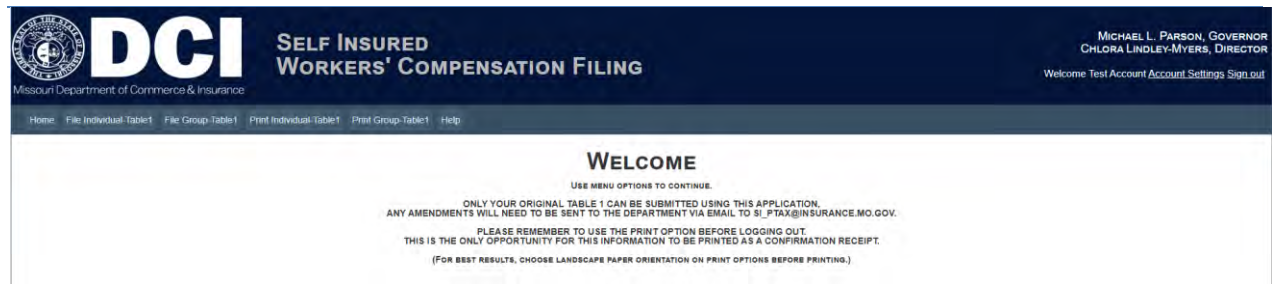 DCI
Missouri Department of Commerce & Insurance
SELF INSURED
WORKERS' COMPENSATION FILING
MICHAEL L. PARSON, GOVERNOR
CHLORA LINDLEY-MYERS, DIRECTOR
Welcome Test Account Account Settings Sign out
Home File Individual-Table1 File Group-Table1 Print Individual-Table1 Print Group-Table1 Help
WELCOME
USE MENU OPTIONS TO CONTINUE.
ONLY YOUR ORIGINAL TABLE 1 CAN BE SUBMITTED USING THIS APPLICATION,
ANY AMENDMENTS WILL NEED TO BE SENT TO THE DEPARTMENT VIA EMAIL TO SI_PTAX@INSURANCE.MO.GOV.
PLEASE REMEMBER TO USE THE PRINT OPTION BEFORE LOGGING OUT.
THIS IS THE ONLY OPPORTUNITY FOR THIS INFORMATION TO BE PRINTED AS A CONFIRMATION RECEIPT.
(FOR BEST RESULTS, CHOOSE LANDSCAPE PAPER ORIENTATION ON PRINT OPTIONS BEFORE PRINTING.)